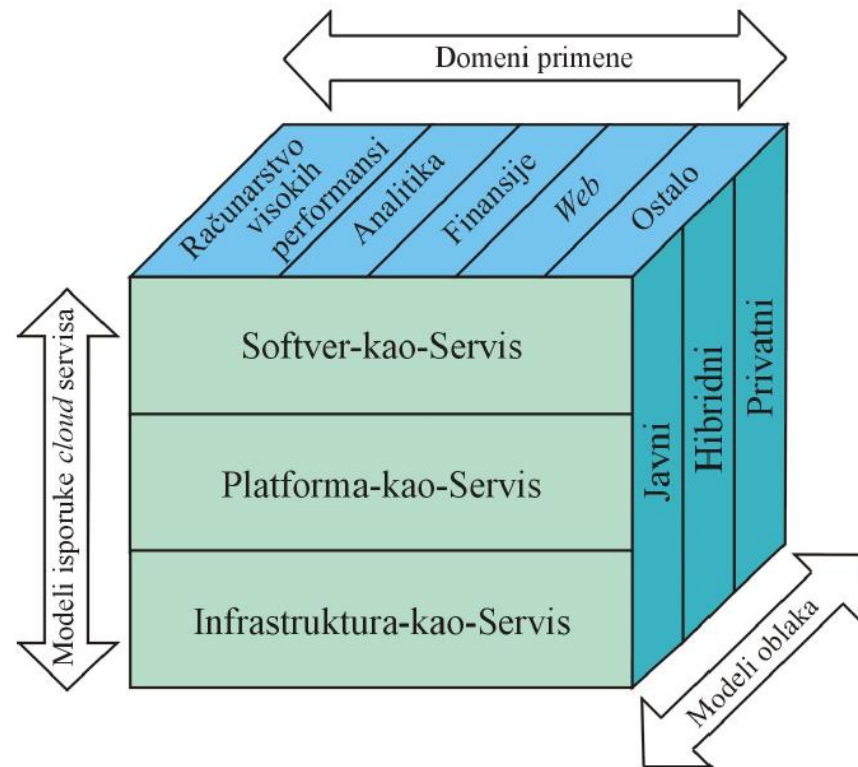 Domeni primene
Računarstvo
visokih
performansi
Analitika
Finansije
Web
Ostalo
Modeli isporuke cloud servisa
Softver-kao-Servis
Platforma-kao-Servis
Infrastruktura-kao-Servis
Javni
Hibridni
Privatni
Modeli oblaka